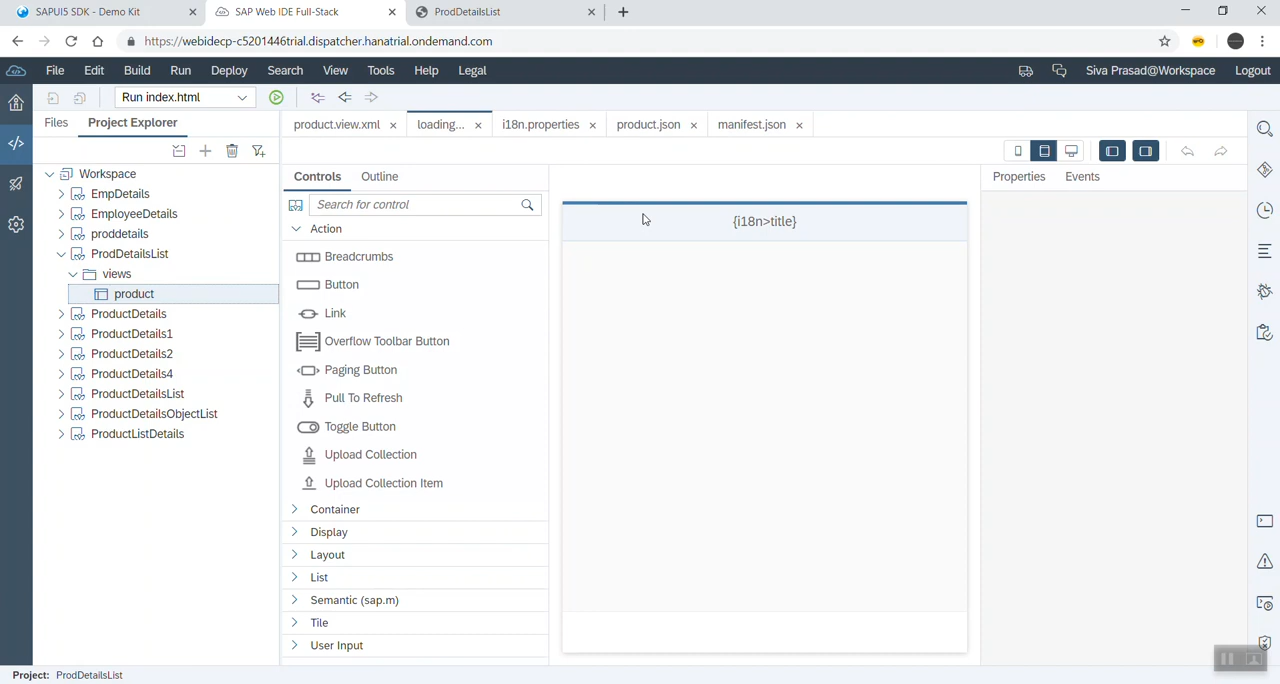 SAPUI5 SDK - Demo Kit
SAP Web IDE Full-Stack
ProdDetailsList
https://webidecp-c5201446trial.dispatcher.hanatrial.ondemand.com
File Edit Build Run Deploy Search View Tools Help Legal
Siva Prasad@Workspace
Logout
Run index.html
Files
Project Explorer
product.view.xml
loading...
i18n.properties
product.json
manifest.json
Workspace
EmpDetails
EmployeeDetails
proddetails
ProdDetailsList
views
product
ProductDetails
ProductDetails1
ProductDetails2
ProductDetails4
ProductDetailsList
ProductDetailsObjectList
ProductListDetails
Controls
Outline
Search for control
Action
Breadcrumbs
Button
Link
Overflow Toolbar Button
Paging Button
Pull To Refresh
Toggle Button
Upload Collection
Upload Collection Item
Container
Display
Layout
List
Semantic (sap.m)
Tile
User Input
{i18n>title}
Properties
Events
Project: ProdDetailsList